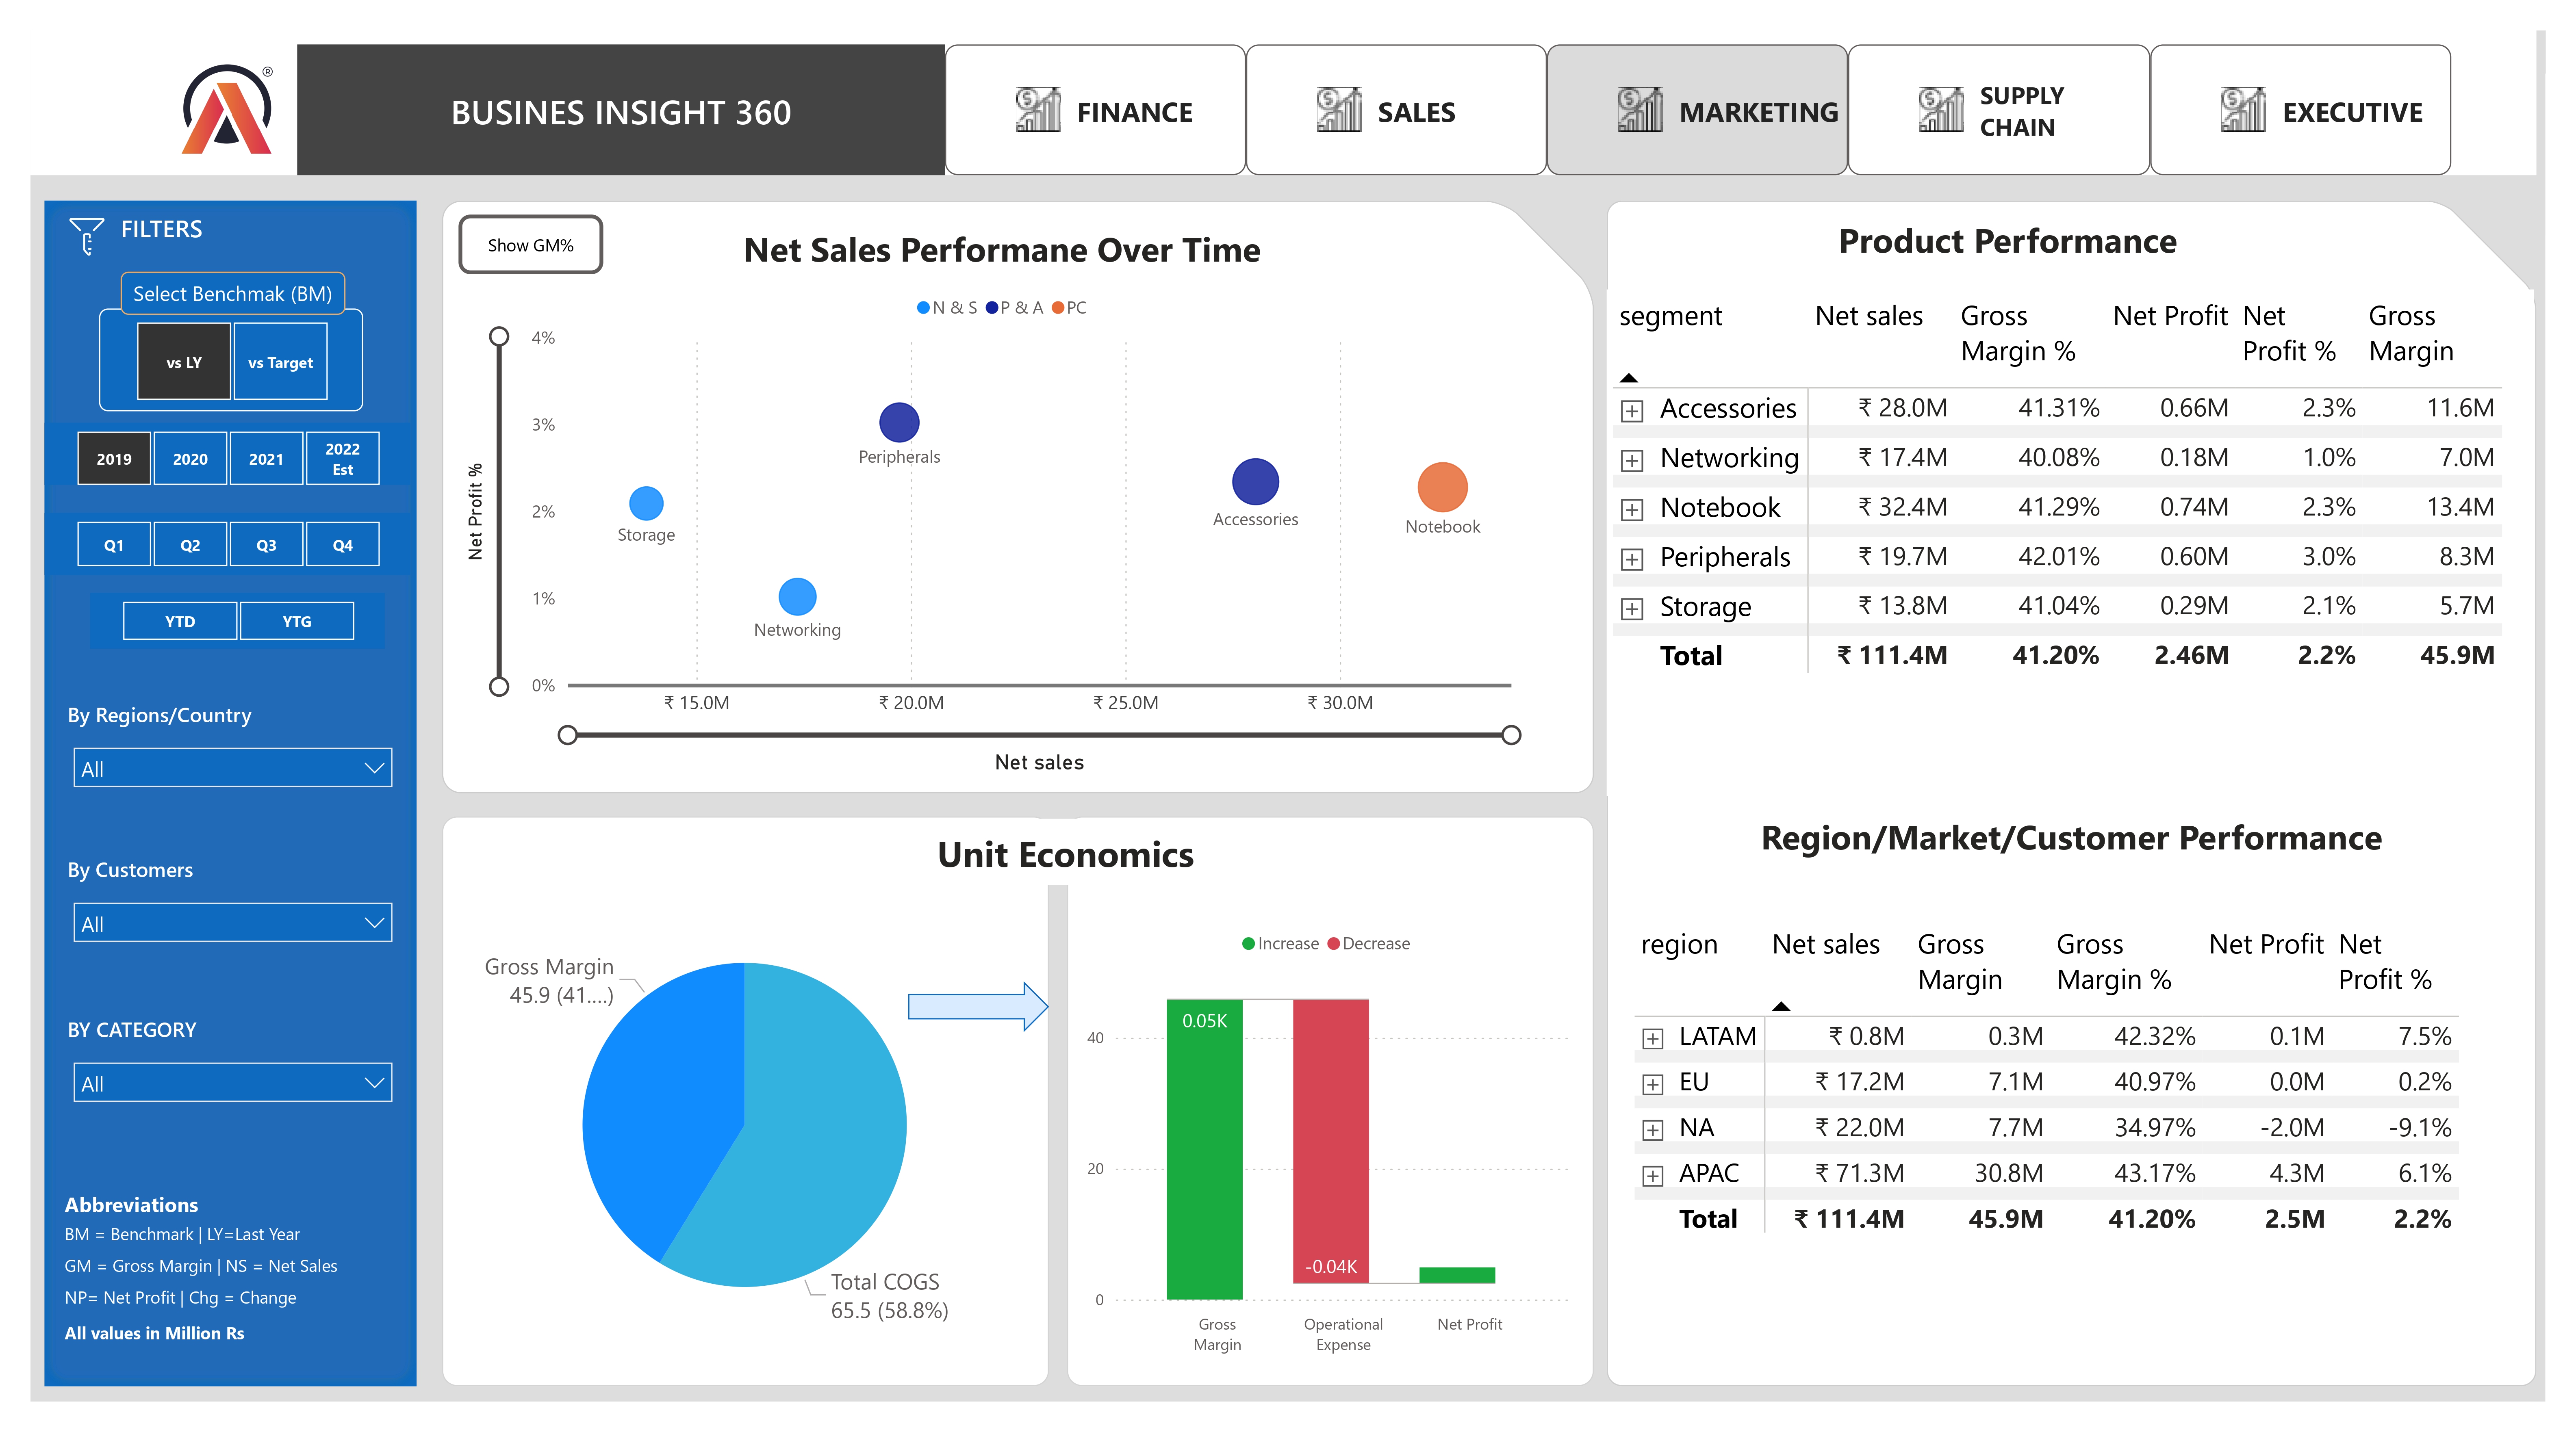 ®
BUSINES INSIGHT 360
FINANCE
SALES
MARKETING
SUPPLY
CHAIN
EXECUTIVE
FILTERS
Select Benchmak (BM)
vs LY
vs Target
2019
2020
2021
2022
Est
Q1
Q2
Q3
Q4
YTD
YTG
By Regions/Country
All
By Customers
All
BY CATEGORY
All
Abbreviations
BM = Benchmark | LY=Last Year
GM = Gross Margin | NS = Net Sales
NP= Net Profit | Chg = Change
All values in Million Rs
Show GM%
Net Sales Performane Over Time
N & S P & A PC
Net Profit %
4%
3%
2%
1%
0%
Peripherals
Storage
Accessories
Notebook
Networking
₹ 15.0M ₹ 20.0M ₹ 25.0M ₹ 30.0M
Net sales
Unit Economics
Gross Margin
45.9 (41....)
Total COGS
65.5 (58.8%)
Increase Decrease
40
20
0
0.05K
-0.04K
Gross
Margin
Operational
Expense
Net Profit
Product Performance
segment Net sales Gross Margin % Net Profit Net Profit % Gross Margin
Accessories ₹ 28.0M 41.31% 0.66M 2.3% 11.6M
Networking ₹ 17.4M 40.08% 0.18M 1.0% 7.0M
Notebook ₹ 32.4M 41.29% 0.74M 2.3% 13.4M
Peripherals ₹ 19.7M 42.01% 0.60M 3.0% 8.3M
Storage ₹ 13.8M 41.04% 0.29M 2.1% 5.7M
Total ₹ 111.4M 41.20% 2.46M 2.2% 45.9M
Region/Market/Customer Performance
region Net sales Gross Margin Gross Margin % Net Profit Net Profit %
LATAM ₹ 0.8M 0.3M 42.32% 0.1M 7.5%
EU ₹ 17.2M 7.1M 40.97% 0.0M 0.2%
NA ₹ 22.0M 7.7M 34.97% -2.0M -9.1%
APAC ₹ 71.3M 30.8M 43.17% 4.3M 6.1%
Total ₹ 111.4M 45.9M 41.20% 2.5M 2.2%